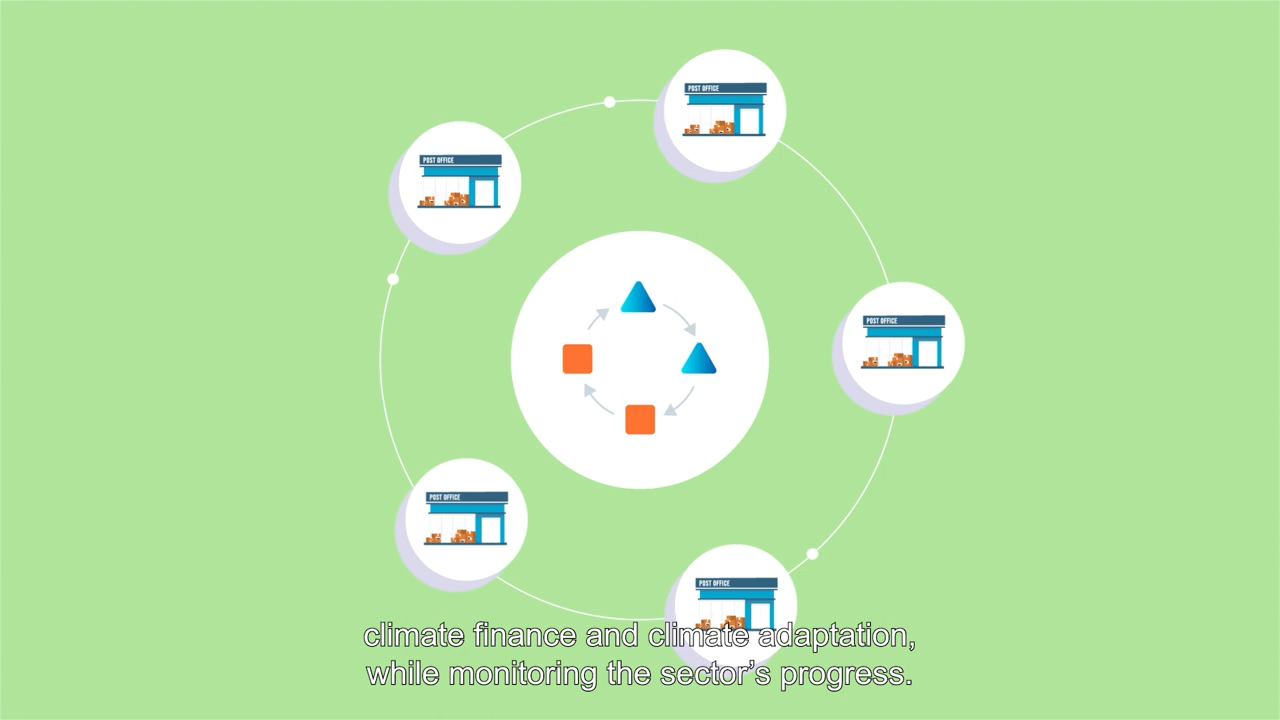 POST OFFICE
POST OFFICE
POST OFFICE
POST OFFICE
POST OFFICE
climate finance and climate adaptation,
while monitoring the sector's progress.